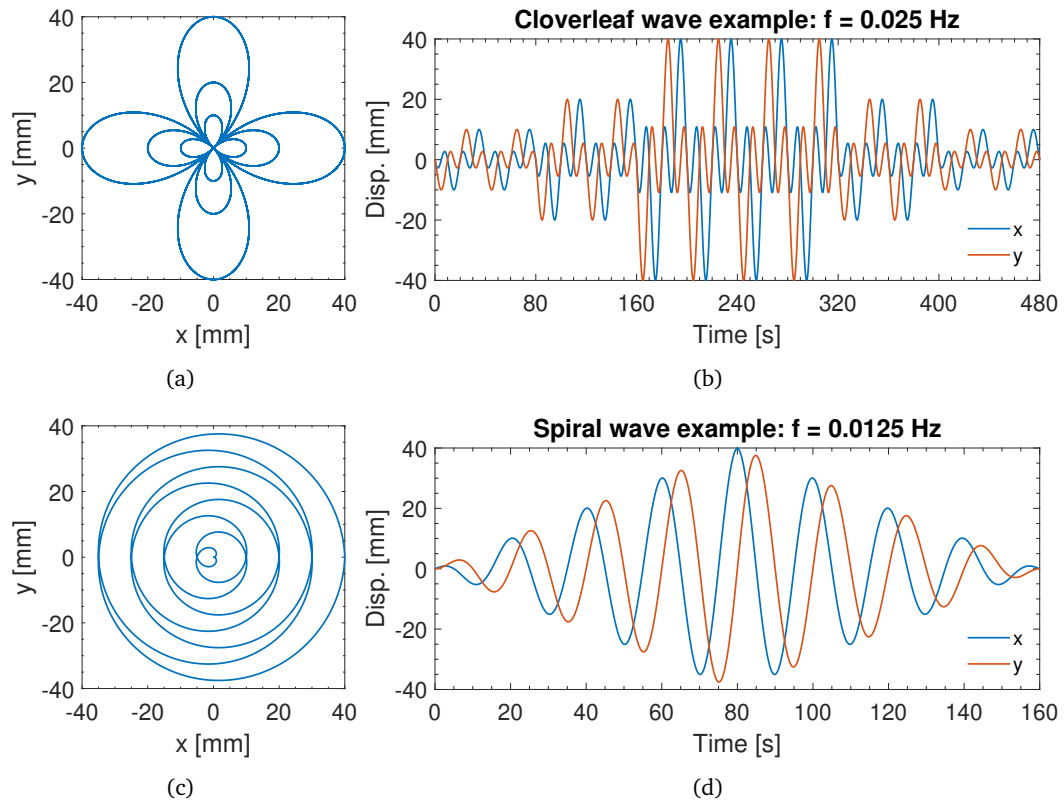 40
20
0
-20
-40
y [mm]
-40 -20 0 20 40
x [mm]
(a)
Cloverleaf wave example: f = 0.025 Hz
40
20
0
-20
-40
Disp. [mm]
x
y
0 80 160 240 320 400 480
Time [s]
(b)
40
20
0
-20
-40
y [mm]
-40 -20 0 20 40
x [mm]
(c)
Spiral wave example: f = 0.0125 Hz
40
20
0
-20
-40
Disp. [mm]
x
y
0 20 40 60 80 100 120 140 160
Time [s]
(d)